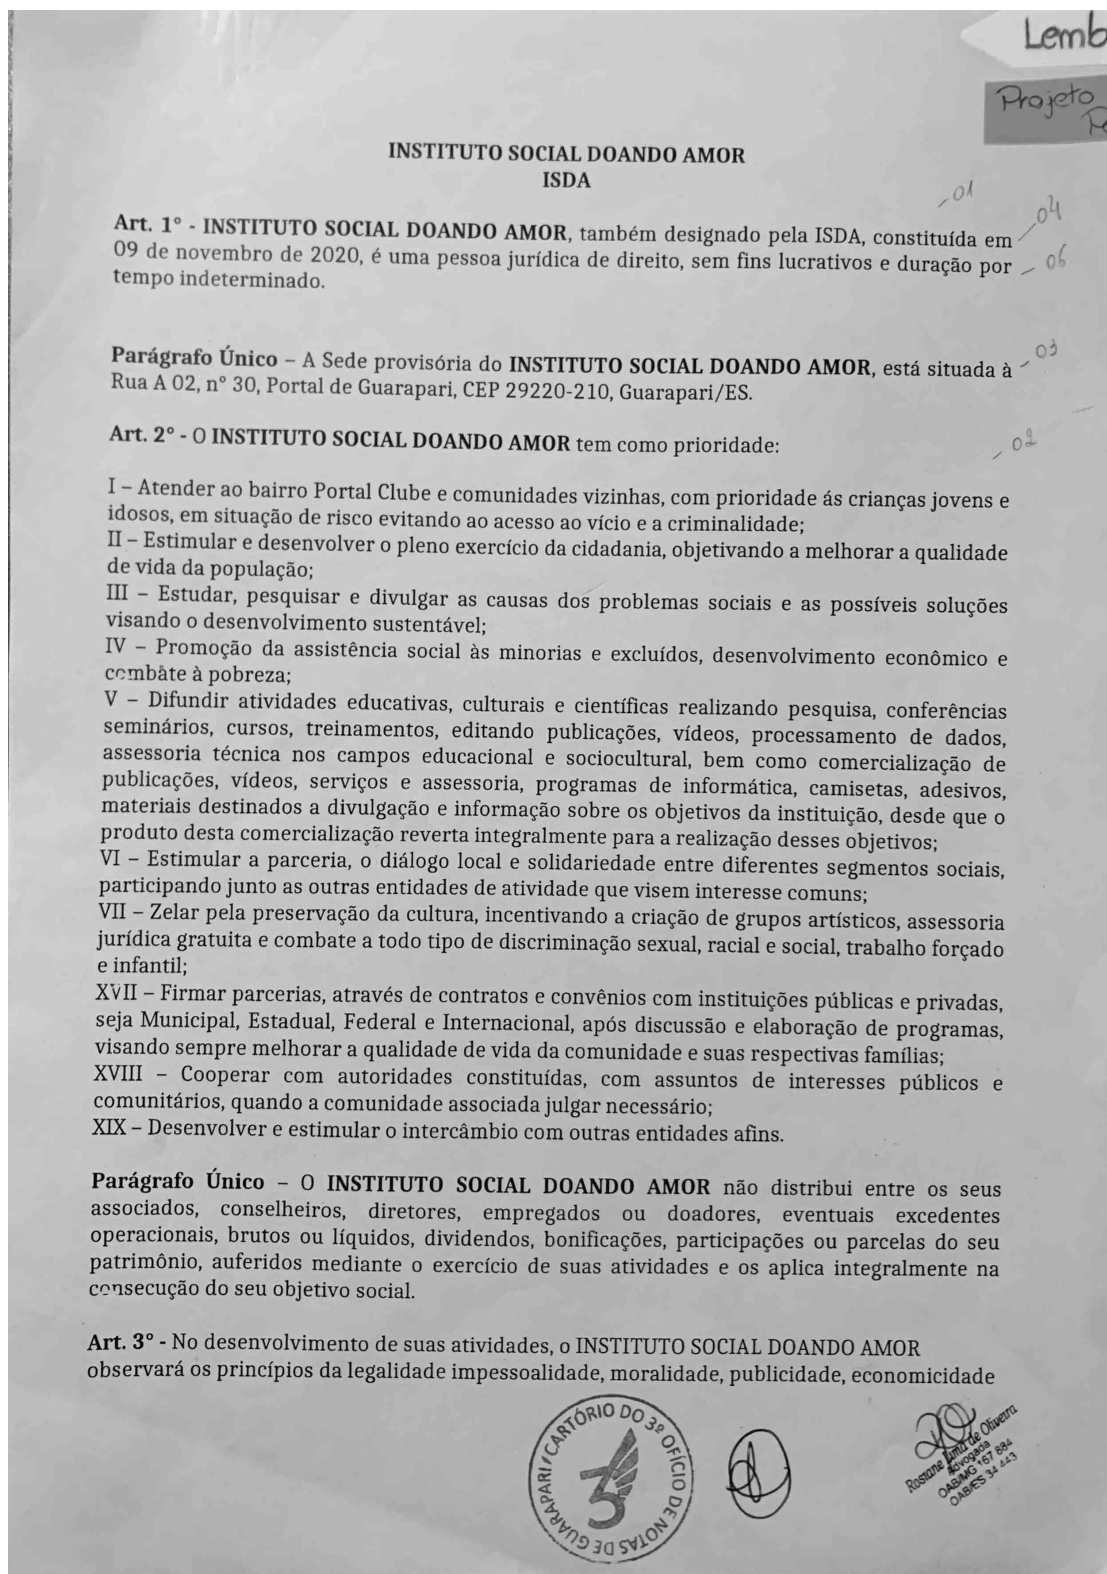 Lemb
Projeto
INSTITUTO SOCIAL DOANDO AMOR
ISDA
01
04
Art. 1º - INSTITUTO SOCIAL DOANDO AMOR, também designado pela ISDA, constituída em
09 de novembro de 2020, é uma pessoa jurídica de direito, sem fins lucrativos e duração por
06
tempo indeterminado.
03
Parágrafo Único – A Sede provisória do INSTITUTO SOCIAL DOANDO AMOR, está situada à
Rua A 02, nº 30, Portal de Guarapari, CEP 29220-210, Guarapari/ES.
Art. 2º - O INSTITUTO SOCIAL DOANDO AMOR tem como prioridade:
02
I – Atender ao bairro Portal Clube e comunidades vizinhas, com prioridade ás crianças jovens e
idosos, em situação de risco evitando ao acesso ao vício e a criminalidade;
II – Estimular e desenvolver o pleno exercício da cidadania, objetivando a melhorar a qualidade
de vida da população;
III – Estudar, pesquisar e divulgar as causas dos problemas sociais e as possíveis soluções
visando o desenvolvimento sustentável;
IV – Promoção da assistência social às minorias e excluídos, desenvolvimento econômico e
combate à pobreza;
V – Difundir atividades educativas, culturais e científicas realizando pesquisa, conferências
seminários, cursos, treinamentos, editando publicações, vídeos, processamento de dados,
assessoria técnica nos campos educacional e sociocultural, bem como comercialização de
publicações, vídeos, serviços e assessoria, programas de informática, camisetas, adesivos,
materiais destinados a divulgação e informação sobre os objetivos da instituição, desde que o
produto desta comercialização reverta integralmente para a realização desses objetivos;
VI – Estimular a parceria, o diálogo local e solidariedade entre diferentes segmentos sociais,
participando junto as outras entidades de atividade que visem interesse comuns;
VII – Zelar pela preservação da cultura, incentivando a criação de grupos artísticos, assessoria
jurídica gratuita e combate a todo tipo de discriminação sexual, racial e social, trabalho forçado
e infantil;
XVII – Firmar parcerias, através de contratos e convênios com instituições públicas e privadas,
seja Municipal, Estadual, Federal e Internacional, após discussão e elaboração de programas,
visando sempre melhorar a qualidade de vida da comunidade e suas respectivas famílias;
XVIII – Cooperar com autoridades constituídas, com assuntos de interesses públicos e
comunitários, quando a comunidade associada julgar necessário;
XIX – Desenvolver e estimular o intercâmbio com outras entidades afins.
Parágrafo Único – O INSTITUTO SOCIAL DOANDO AMOR não distribui entre os seus
associados, conselheiros, diretores, empregados ou doadores, eventuais excedentes
operacionais, brutos ou líquidos, dividendos, bonificações, participações ou parcelas do seu
patrimônio, auferidos mediante o exercício de suas atividades e os aplica integralmente na
consecução do seu objetivo social.
Art. 3º - No desenvolvimento de suas atividades, o INSTITUTO SOCIAL DOANDO AMOR
observará os princípios da legalidade impessoalidade, moralidade, publicidade, economicidade
CARTÓRIO DO 3º OFÍCIO DE NOTAS DE GUARAPARI
3
Rosiane Lima de Oliveira
Advogada
OAB/MG 167 884
OAB/ES 34 443